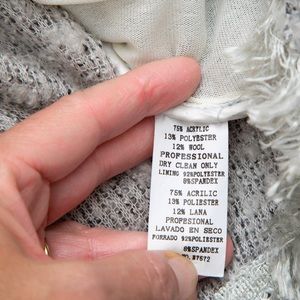 75% ACRYLIC
13% POLYESTER
12% WOOL
PROFESSIONAL
DRY CLEAN ONLY
LINING 92%POLYESTER
8%SPANDEX
75% ACRILIC
13% POLIESTER
12% LANA
PROFESIONAL
LAVADO EN SECO
FORRADO 92%POLIESTER
8%SPANDEX